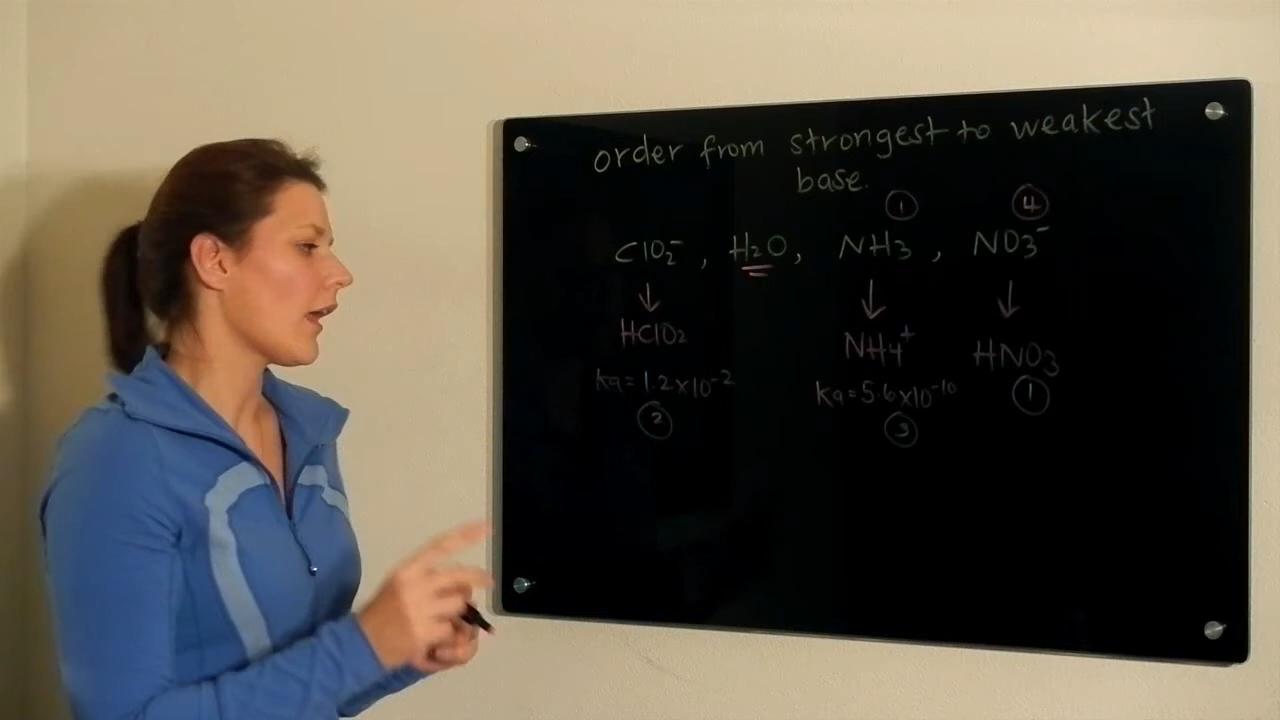 order from strongest to weakest
base.
① ④
ClO₂⁻, H₂O, NH₃, NO₃⁻
↓ ↓ ↓
HClO₂ NH₄⁺ HNO₃
ka = 1.2 x 10⁻² ka = 5.6 x 10⁻¹⁰ ①
② ③